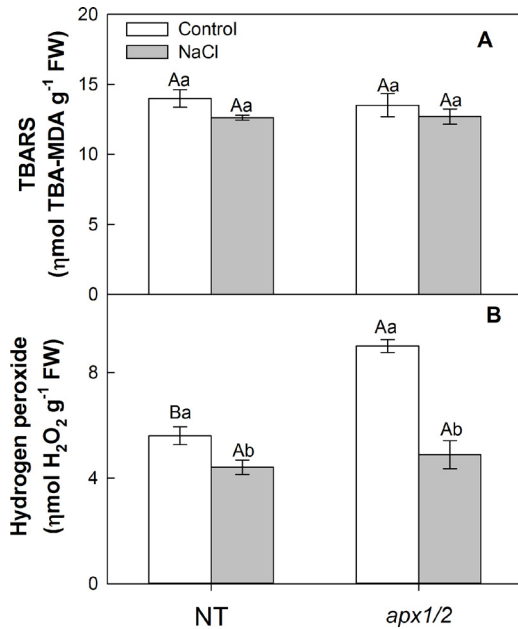 20
Control
NaCl
A
15
Aa
Aa
Aa
Aa
10
5
0
TBARS
(ηmol TBA-MDA g⁻¹ FW)
B
8
Aa
Ba
Ab
Ab
4
0
Hydrogen peroxide
(ηmol H₂O₂ g⁻¹ FW)
NT
apx1/2